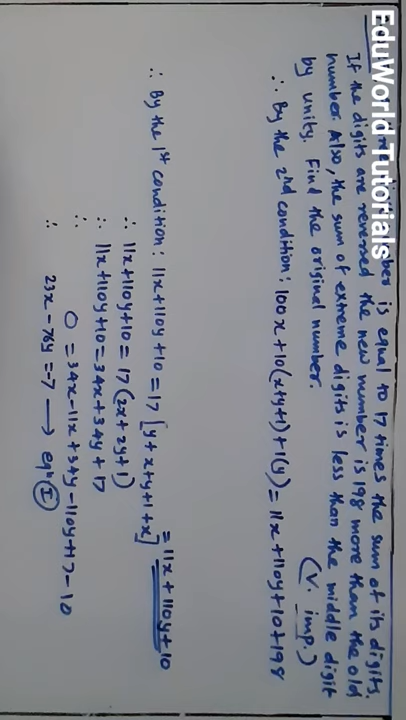 EduWorld Tutorials
is equal to 17 times the sum of its digits.
If the digits are reversed the new number is 198 more than the old
number. Also, the sum of extreme digits is less than the middle digit
by unity. Find the original number. (V. imp.)
∴ By the 2nd condition: 100x+10(x+y+1)+1(y) = 11x+110y+10+198
= 11x+110y+10
∴ By the 1st condition: 11x+110y+10 = 17[y+x+y+1+x]
∴ 11x+110y+10 = 17(2x+2y+1)
∴ 11x+110y+10 = 34x+34y+17
∴ 0 = 34x-11x+34y-110y+17-10
∴ 23x-76y=-7 → eqn (I)